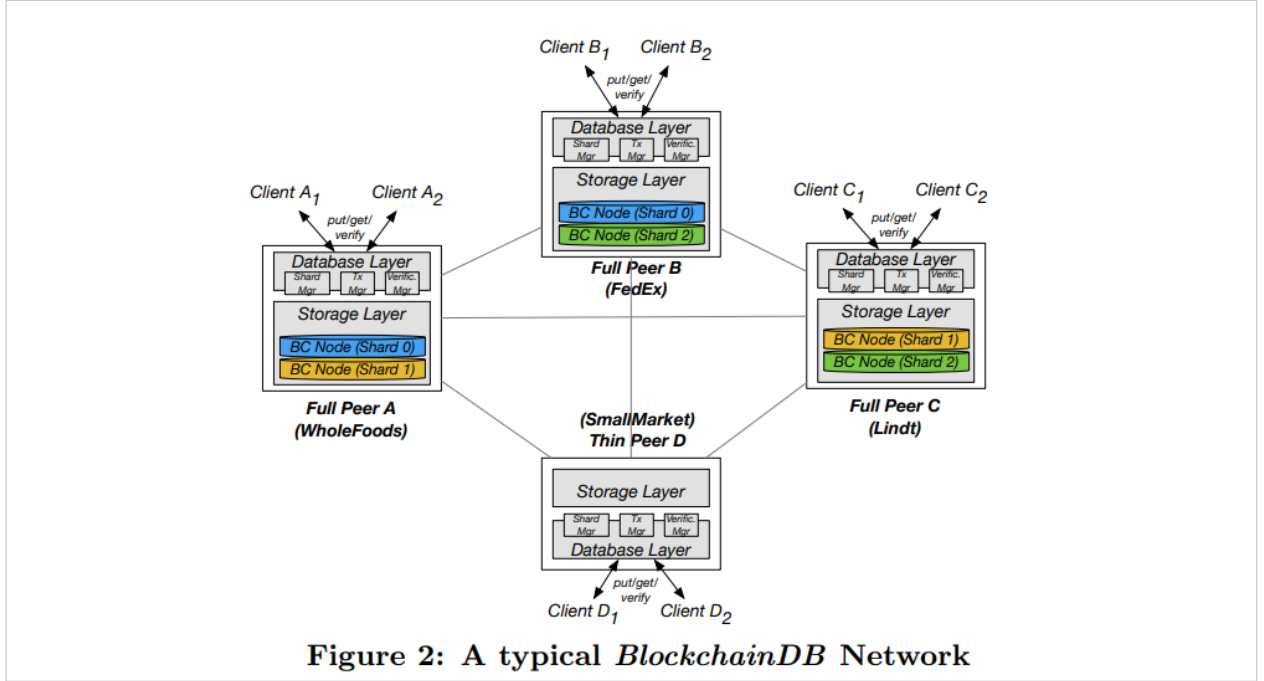 Client B1
Client B2
put/get/
verify
Database Layer
Shard
Mgr
Tx
Mgr
Verific.
Mgr
Storage Layer
BC Node (Shard 0)
BC Node (Shard 2)
Full Peer B
(FedEx)
Client A1
Client A2
put/get/
verify
Database Layer
Shard
Mgr
Tx
Mgr
Verific.
Mgr
Storage Layer
BC Node (Shard 0)
BC Node (Shard 1)
Full Peer A
(WholeFoods)
Client C1
Client C2
put/get/
verify
Database Layer
Shard
Mgr
Tx
Mgr
Verific.
Mgr
Storage Layer
BC Node (Shard 1)
BC Node (Shard 2)
Full Peer C
(Lindt)
(SmallMarket)
Thin Peer D
Storage Layer
Shard
Mgr
Tx
Mgr
Verific.
Mgr
Database Layer
put/get/
verify
Client D1
Client D2
Figure 2: A typical BlockchainDB Network